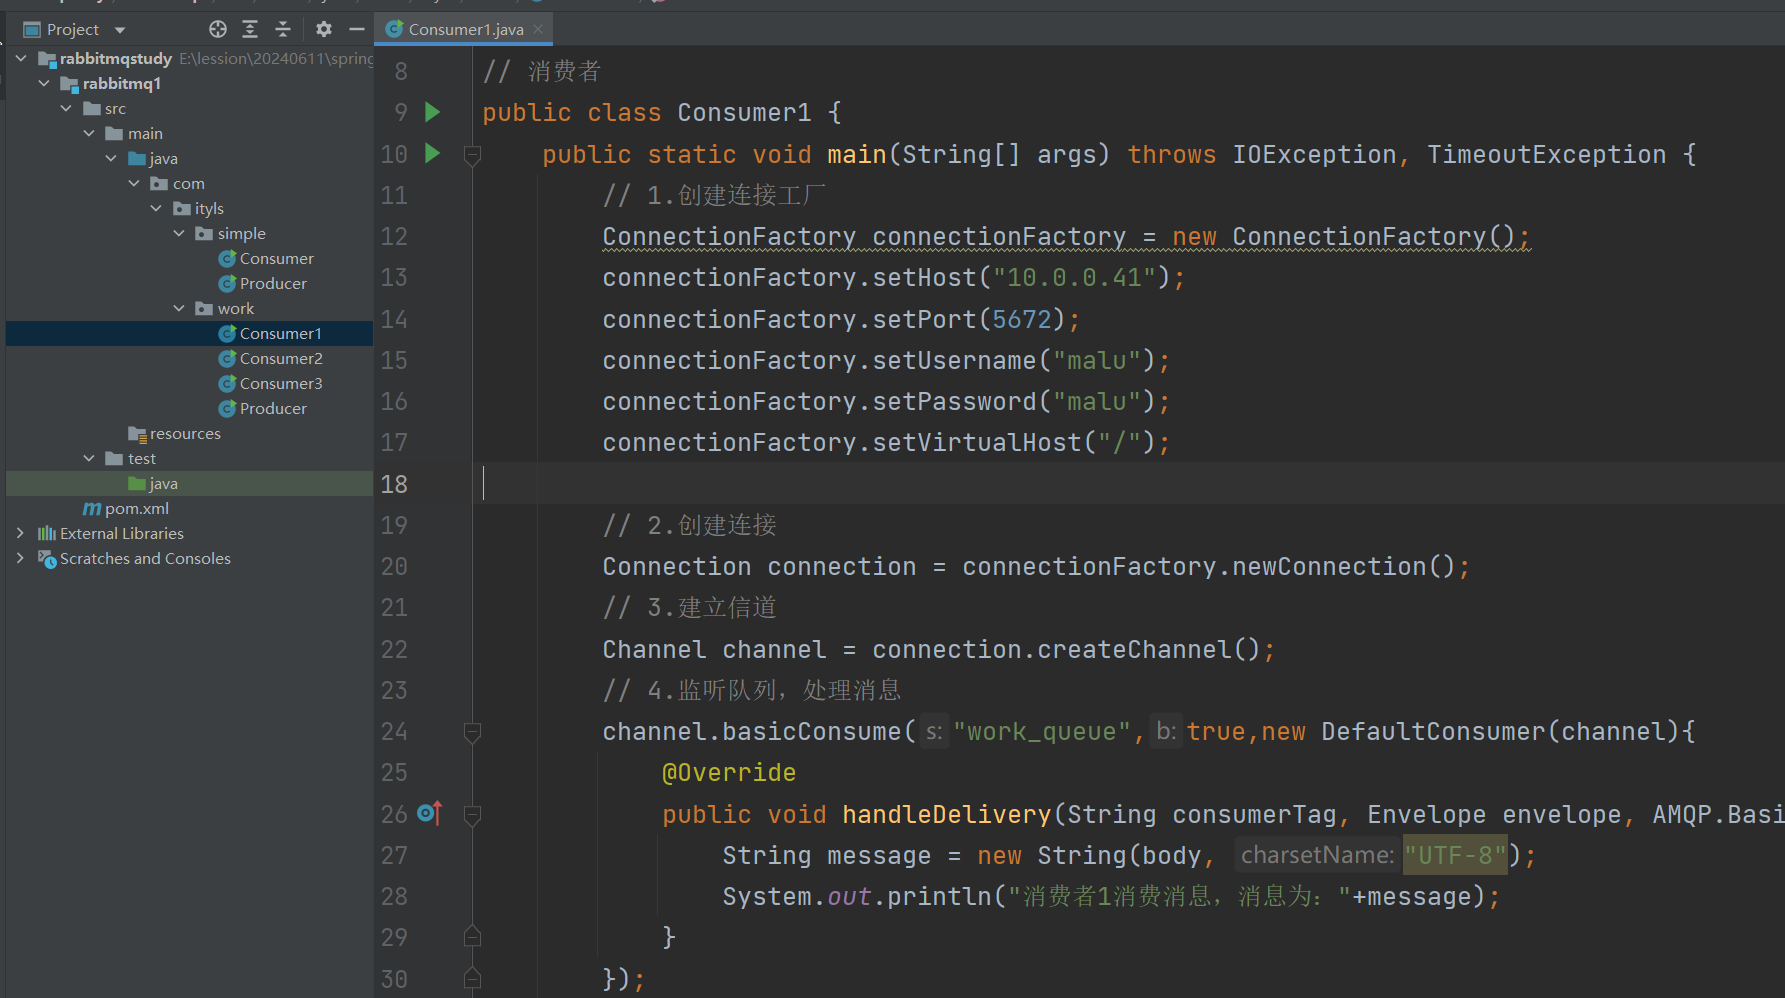 Project
rabbitmqstudy E:\lession\20240611\spring
rabbitmq1
src
main
java
com
ityls
simple
Consumer
Producer
work
Consumer1
Consumer2
Consumer3
Producer
resources
test
java
pom.xml
External Libraries
Scratches and Consoles
Consumer1.java
8 // 消费者
9 public class Consumer1 {
10 public static void main(String[] args) throws IOException, TimeoutException {
11 // 1.创建连接工厂
12 ConnectionFactory connectionFactory = new ConnectionFactory();
13 connectionFactory.setHost("10.0.0.41");
14 connectionFactory.setPort(5672);
15 connectionFactory.setUsername("malu");
16 connectionFactory.setPassword("malu");
17 connectionFactory.setVirtualHost("/");
18
19 // 2.创建连接
20 Connection connection = connectionFactory.newConnection();
21 // 3.建立信道
22 Channel channel = connection.createChannel();
23 // 4.监听队列，处理消息
24 channel.basicConsume( s: "work_queue", b: true,new DefaultConsumer(channel){
25 @Override
26 public void handleDelivery(String consumerTag, Envelope envelope, AMQP.Basi
27 String message = new String(body, charsetName: "UTF-8");
28 System.out.println("消费者1消费消息，消息为："+message);
29 }
30 });